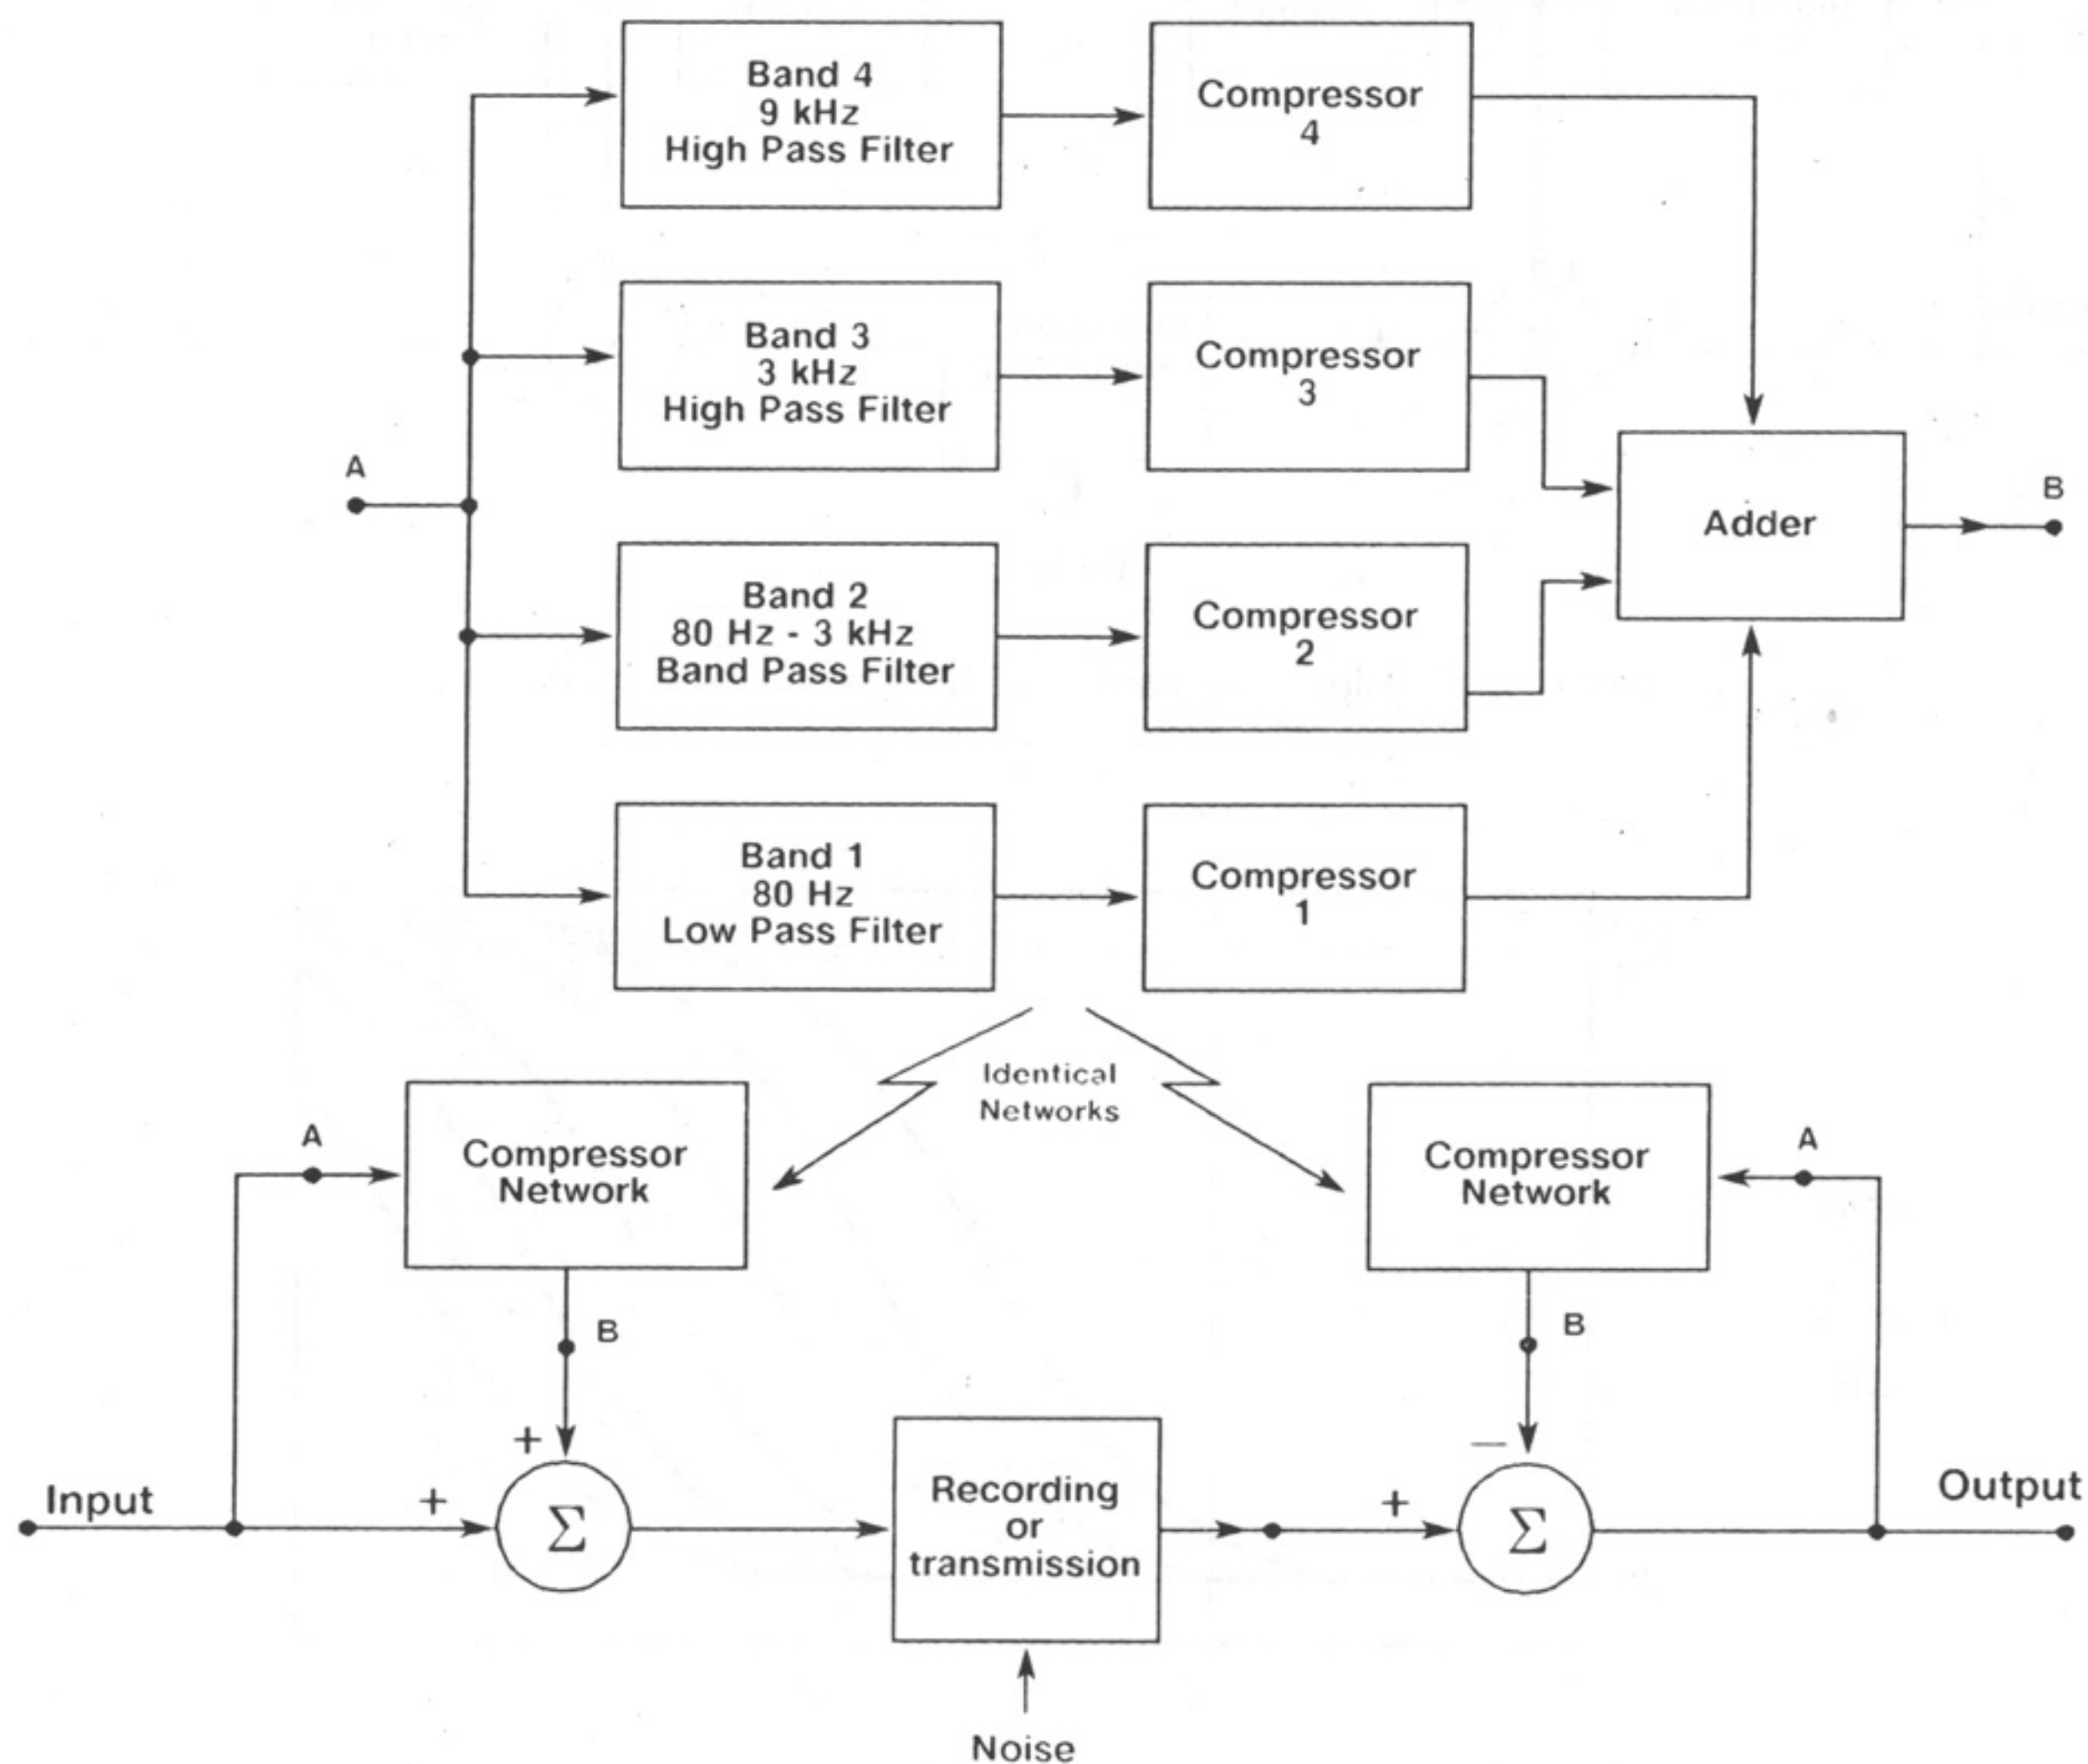 Band 4
9 kHz
High Pass Filter
Compressor
4
Band 3
3 kHz
High Pass Filter
Compressor
3
A
B
Adder
Band 2
80 Hz - 3 kHz
Band Pass Filter
Compressor
2
Band 1
80 Hz
Low Pass Filter
Compressor
1
Identical
Networks
A
Compressor
Network
Compressor
Network
A
B
B
+
−
Input
+
Σ
Recording
or
transmission
+
Σ
Output
Noise